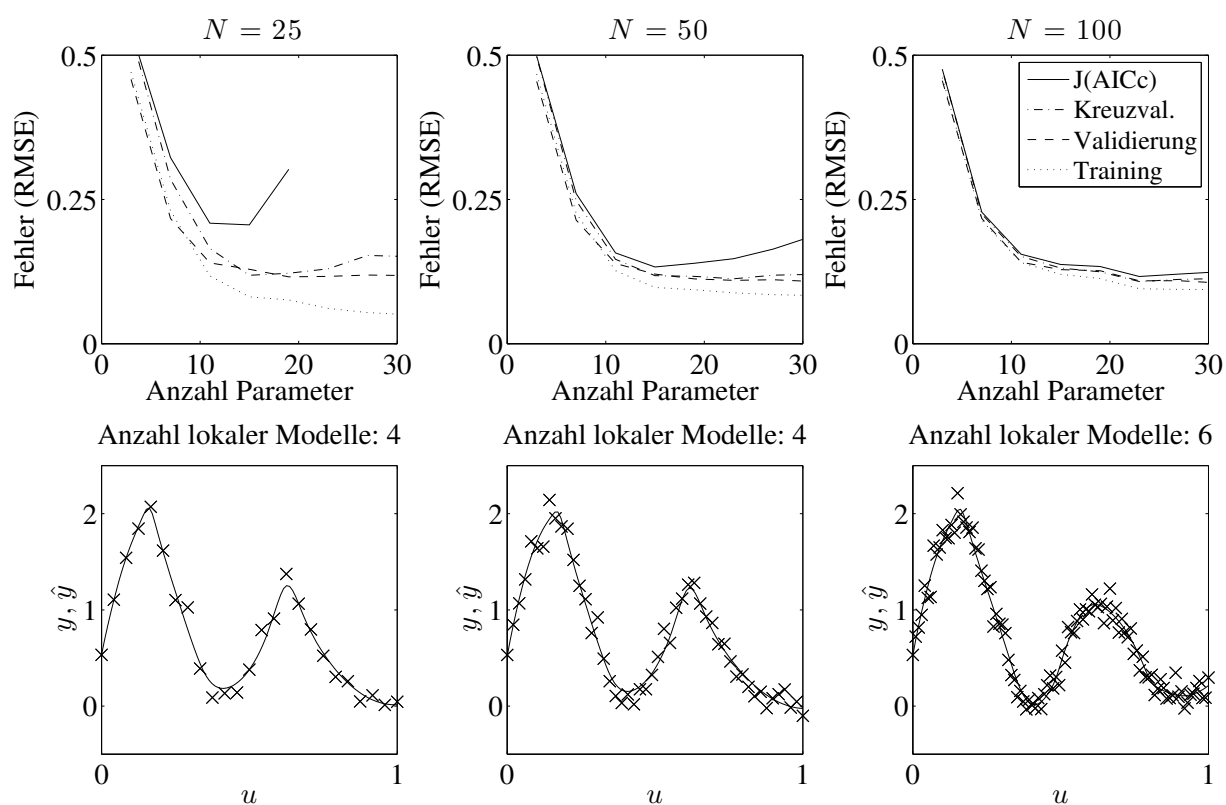 N = 25
N = 50
N = 100
0.5
0.25
0
Fehler (RMSE)
0 10 20 30
Anzahl Parameter
0.5
0.25
0
Fehler (RMSE)
0 10 20 30
Anzahl Parameter
0.5
0.25
0
Fehler (RMSE)
0 10 20 30
Anzahl Parameter
J(AICc)
Kreuzval.
Validierung
Training
Anzahl lokaler Modelle: 4
2
1
0
y, ŷ
0 1
u
Anzahl lokaler Modelle: 4
2
1
0
y, ŷ
0 1
u
Anzahl lokaler Modelle: 6
2
1
0
y, ŷ
0 1
u